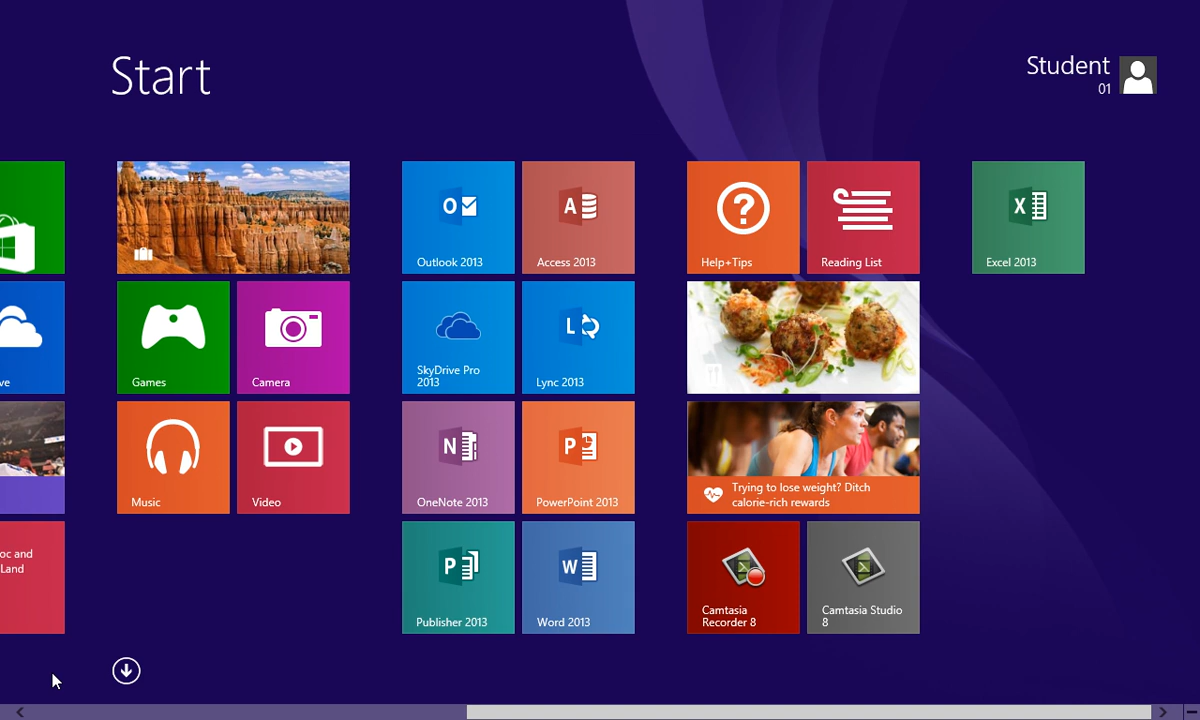 Start
Student
01
Outlook 2013
Access 2013
Help+Tips
Reading List
Excel 2013
ve
Games
Camera
SkyDrive Pro
2013
Lync 2013
Music
Video
OneNote 2013
PowerPoint 2013
Trying to lose weight? Ditch
calorie-rich rewards
oc and
Land
Publisher 2013
Word 2013
Camtasia
Recorder 8
Camtasia Studio
8